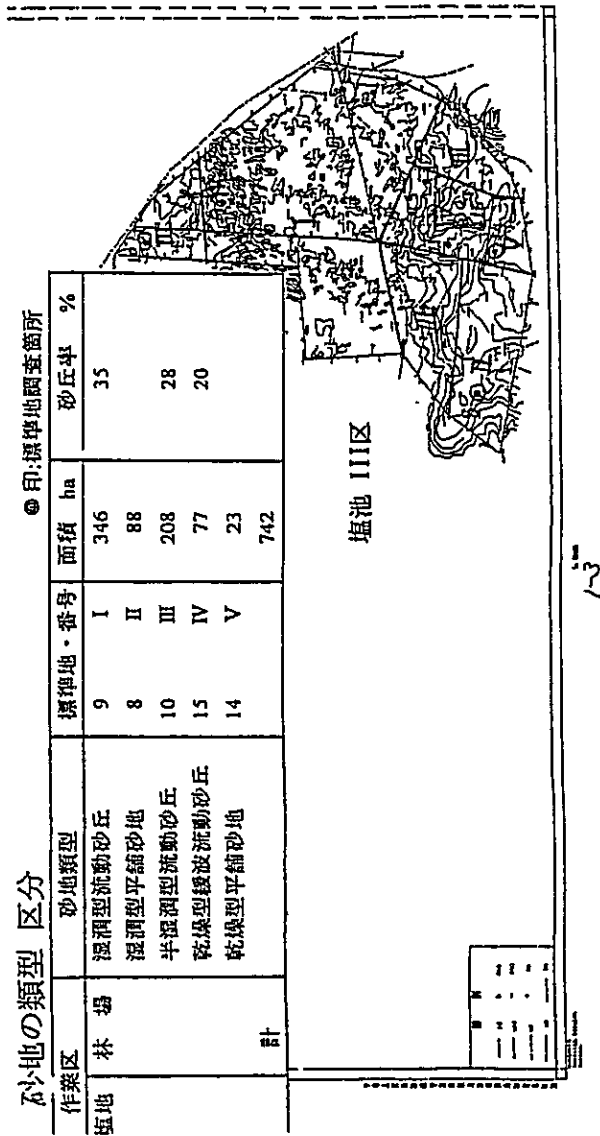 砂地の類型 区分
◉ 印:標準地調査箇所
作業区 砂地類型 標準地・番号 面積 ha 砂丘率 %
塩地 林 場 湿潤型流動砂丘 9 I 346 35
湿潤型平舗砂地 8 II 88
半湿潤型流動砂丘 10 III 208 28
乾燥型緩波流動砂丘 15 IV 77 20
乾燥型平舗砂地 14 V 23
計 742
塩池 III区
1-3